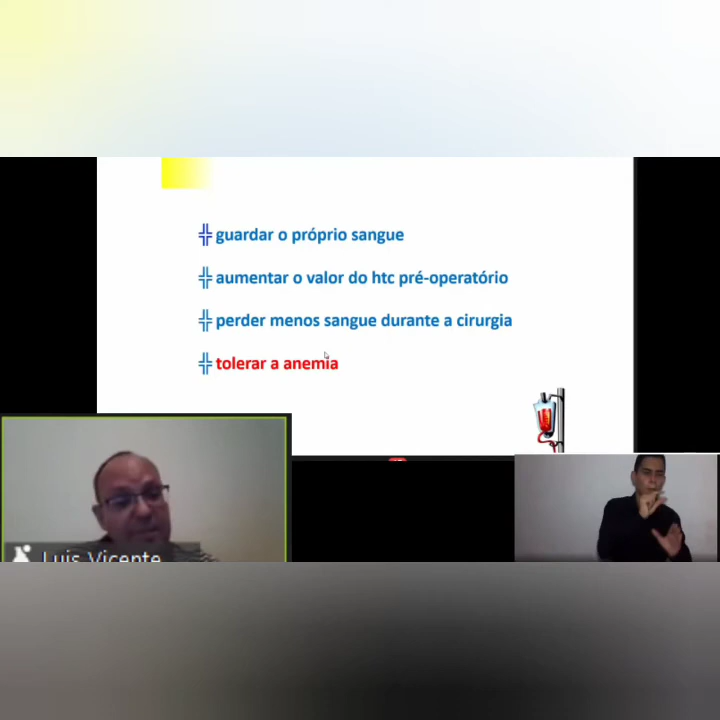 guardar o próprio sangue
aumentar o valor do htc pré-operatório
perder menos sangue durante a cirurgia
tolerar a anemia
Luis Vicente